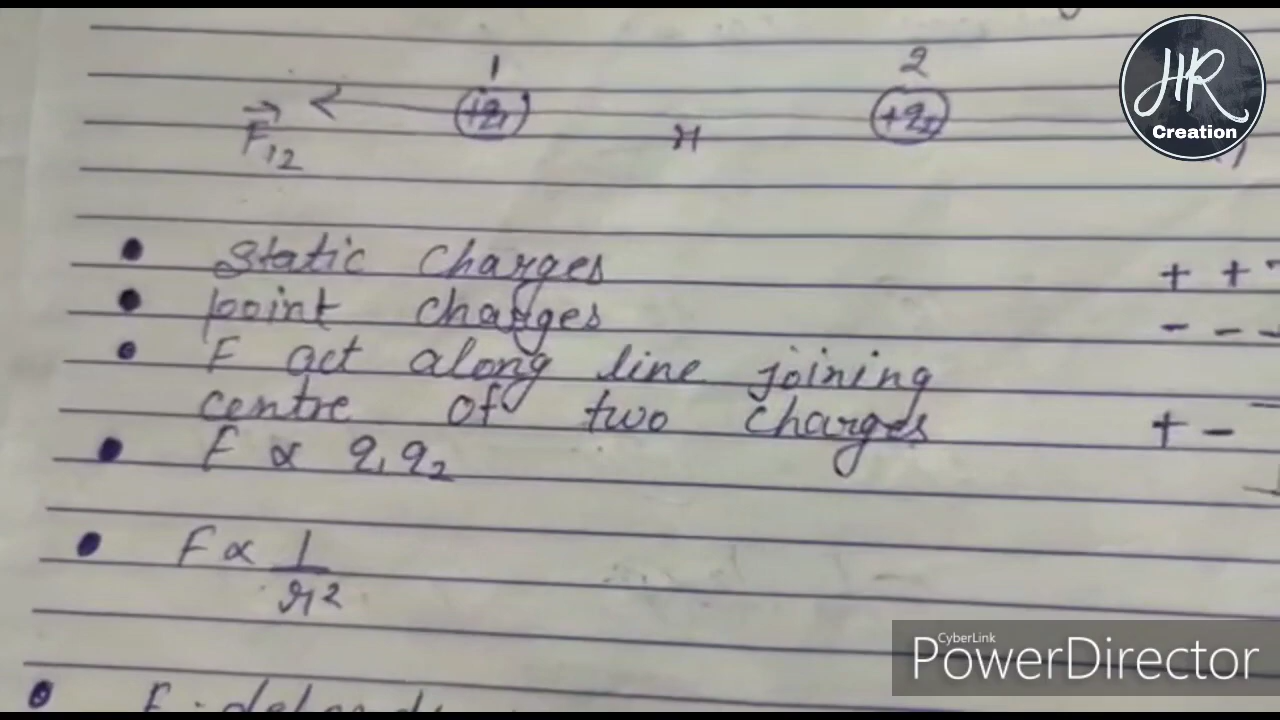 1 2
HR
Creation
F12 +q1 r +q2
• Static charges + +
• point charges - - -
• F act along line joining
centre of two charges + -
• F ∝ q1q2
• F ∝ 1/r²
CyberLink
PowerDirector